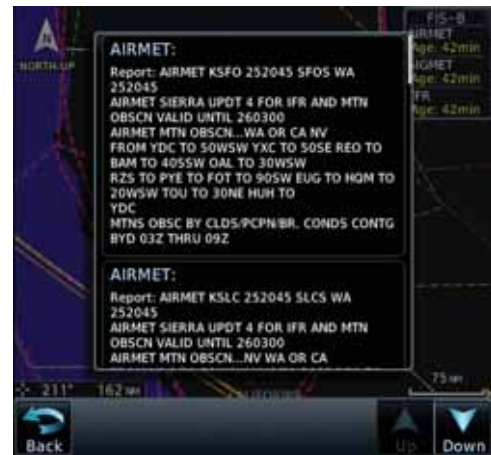 NORTH UP
FIS-B
AIRMET
Age: 42min
SIGMET
Age: 42min
TFR
Age: 42min
AIRMET:
Report: AIRMET KSFO 252045 SFOS WA
252045
AIRMET SIERRA UPDT 4 FOR IFR AND MTN
OBSCN VALID UNTIL 260300
AIRMET MTN OBSCN...WA OR CA NV
FROM YDC TO 50WSW YXC TO 50SE REO TO
BAM TO 40SSW OAL TO 30WSW
RZS TO PYE TO FOT TO 90SW EUG TO HQM TO
20WSW TOU TO 30NE HUH TO
YDC
MTNS OBSC BY CLDS/PCPN/BR. CONDS CONTG
BYD 03Z THRU 09Z
AIRMET:
Report: AIRMET KSLC 252045 SLCS WA
252045
AIRMET SIERRA UPDT 4 FOR IFR AND MTN
OBSCN VALID UNTIL 260300
AIRMET MTN OBSCN...NV WA OR CA
211° 162 NM
75 NM
Back
Up
Down